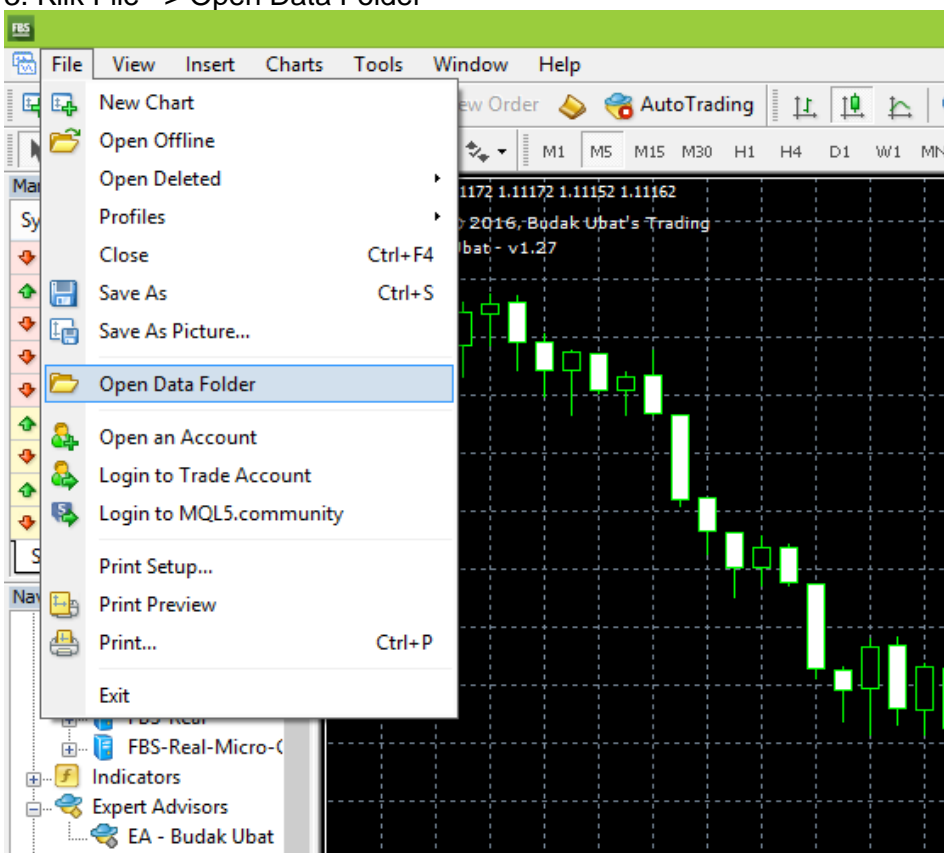 Klik File -> Open Data Folder
FBS
File View Insert Charts Tools Window Help
New Chart
ew Order AutoTrading
Open Offline
M1 M5 M15 M30 H1 H4 D1 W1 MN
Open Deleted
1172 1.11172 1.11152 1.11162
Profiles
2016, Budak Ubat's Trading
Close Ctrl+F4
bat - v1.27
Save As Ctrl+S
Save As Picture...
Open Data Folder
Open an Account
Login to Trade Account
Login to MQL5.community
Print Setup...
Print Preview
Print... Ctrl+P
Exit
FBS-Real
FBS-Real-Micro-
Indicators
Expert Advisors
EA - Budak Ubat